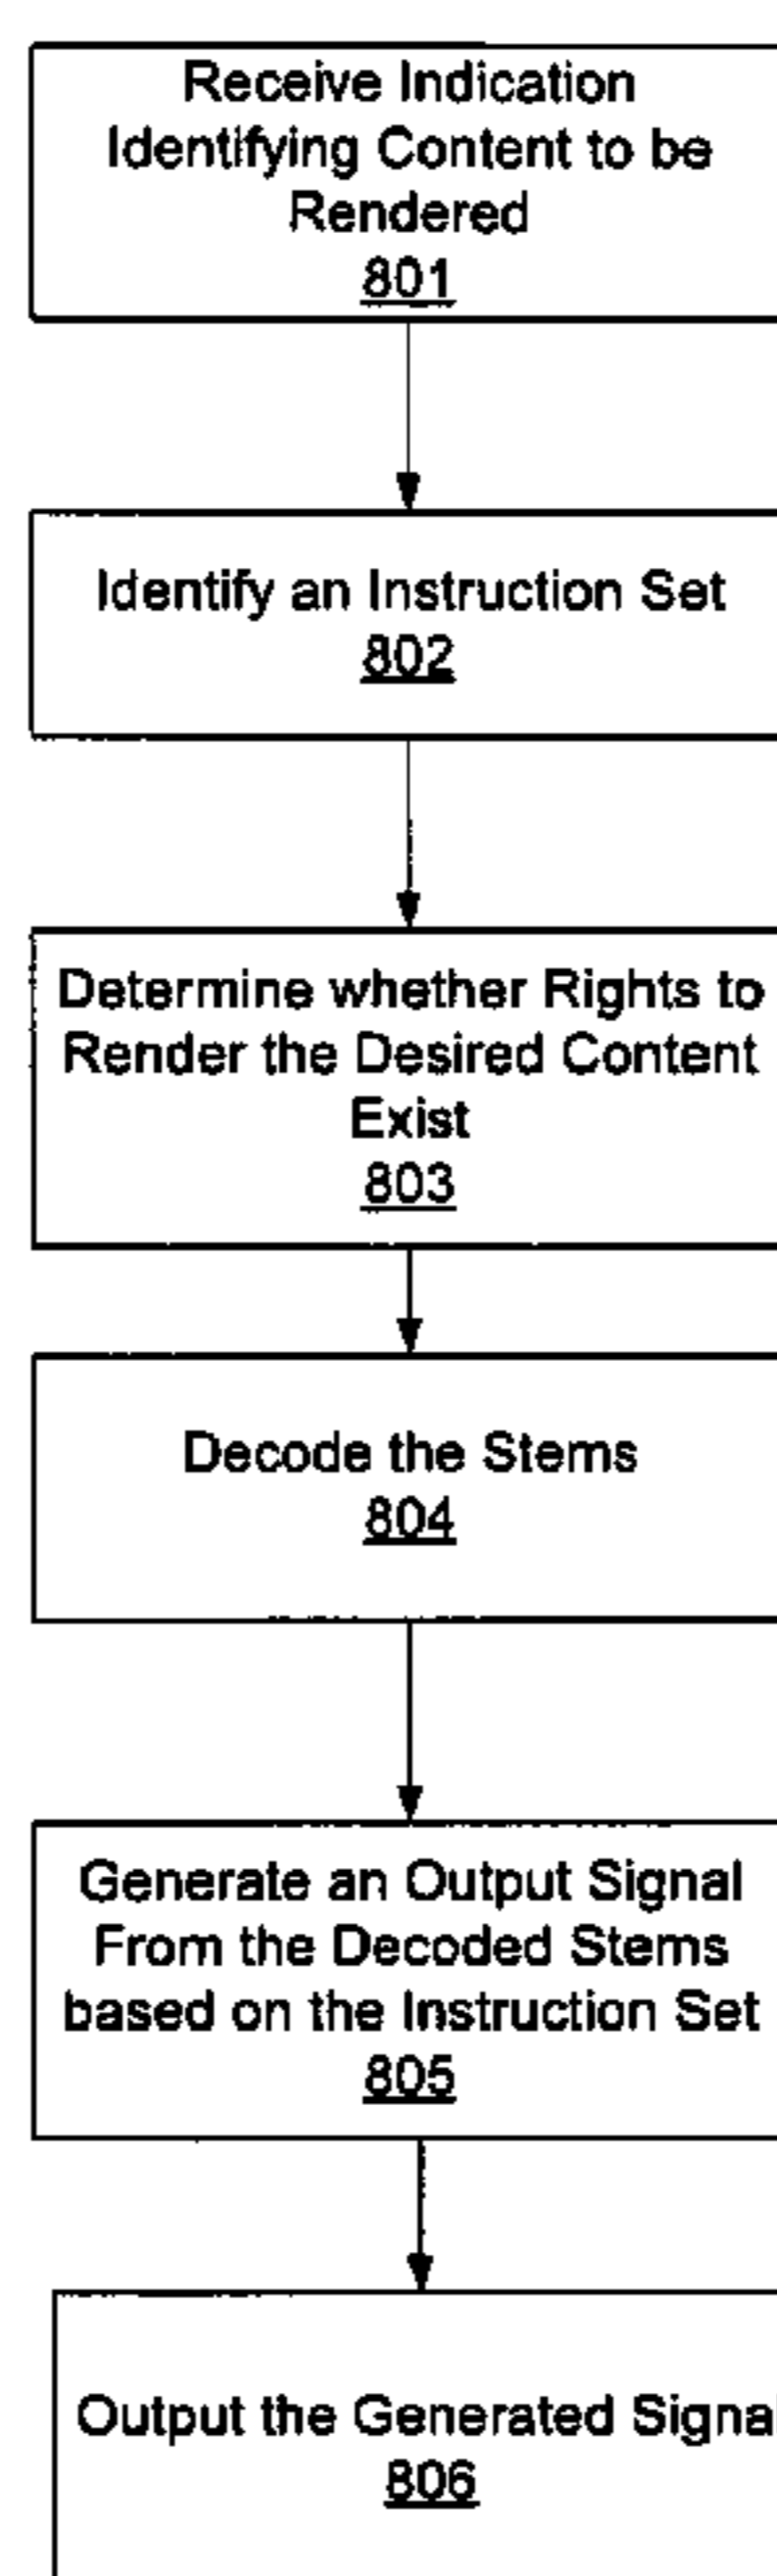 Receive Indication
Identifying Content to be
Rendered
801
Identify an Instruction Set
802
Determine whether Rights to
Render the Desired Content
Exist
803
Decode the Stems
804
Generate an Output Signal
From the Decoded Stems
based on the Instruction Set
805
Output the Generated Signal
806